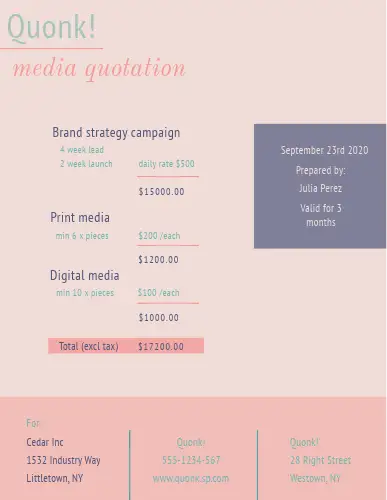 Quonk!
media quotation
September 23rd 2020
Prepared by:
Julia Perez
Valid for 3
months
Brand strategy campaign
4 week lead
2 week launch daily rate $500
$15000.00
Print media
min 6 x pieces $200 /each
$1200.00
Digital media
min 10 x pieces $100 /each
$1000.00
Total (excl tax) $17200.00
For:
Cedar Inc
1532 Industry Way
Littletown, NY
Quonk!
555-1234-567
www.quonk.sp.com
Quonk!
28 Right Street
Westpown, NY